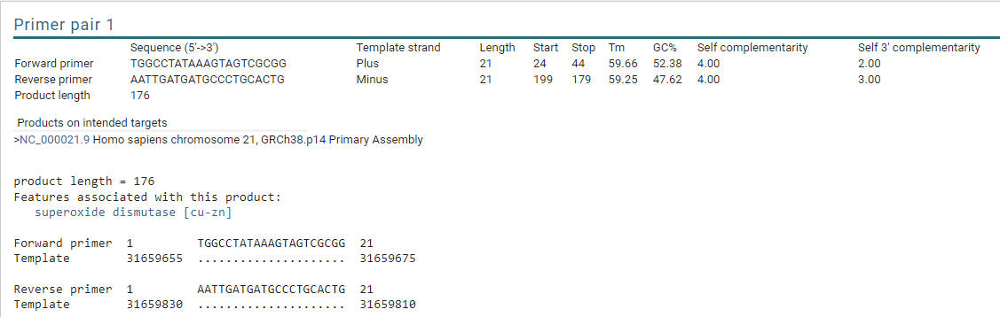 Primer pair 1
Sequence (5'->3') Template strand Length Start Stop Tm GC% Self complementarity Self 3' complementarity
Forward primer TGGCCTATAAAGTAGTCGCGG Plus 21 24 44 59.66 52.38 4.00 2.00
Reverse primer AATTGATGATGCCCTGCACTG Minus 21 199 179 59.25 47.62 4.00 3.00
Product length 176
Products on intended targets
>NC_000021.9 Homo sapiens chromosome 21, GRCh38.p14 Primary Assembly
product length = 176
Features associated with this product:
superoxide dismutase [cu-zn]
Forward primer 1 TGGCCTATAAAGTAGTCGCGG 21
Template 31659655 ..................... 31659675
Reverse primer 1 AATTGATGATGCCCTGCACTG 21
Template 31659830 ..................... 31659810